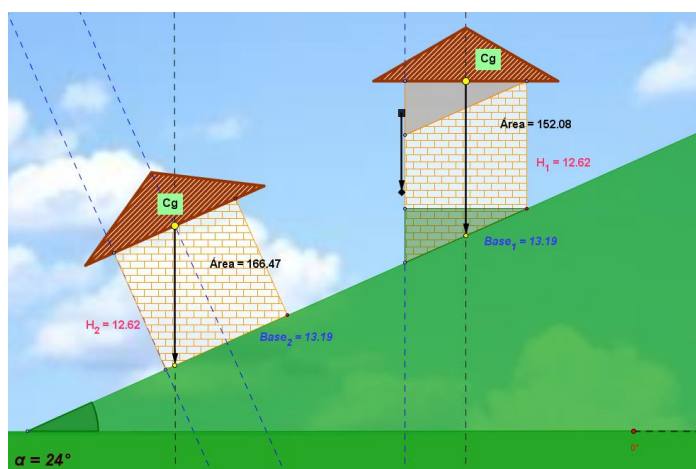 Cg
Área = 152.08
H₁ = 12.62
Base₁ = 13.19
Cg
Área = 166.47
H₂ = 12.62
Base₂ = 13.19
0°
α = 24°